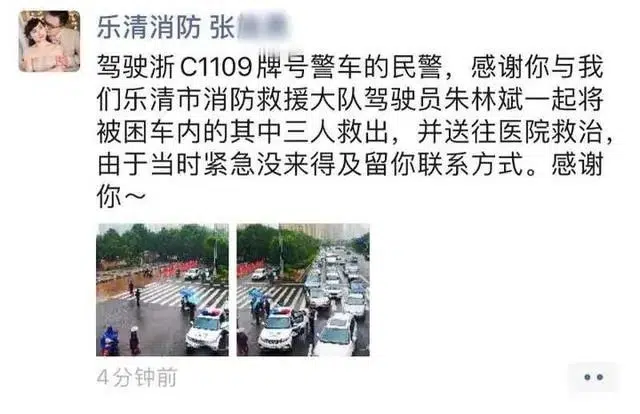 乐清消防 张
驾驶浙C1109牌号警车的民警，感谢你与我
们乐清市消防救援大队驾驶员朱林斌一起将
被困车内的其中三人救出，并送往医院救治，
由于当时紧急没来得及留你联系方式。感谢
你～
4分钟前